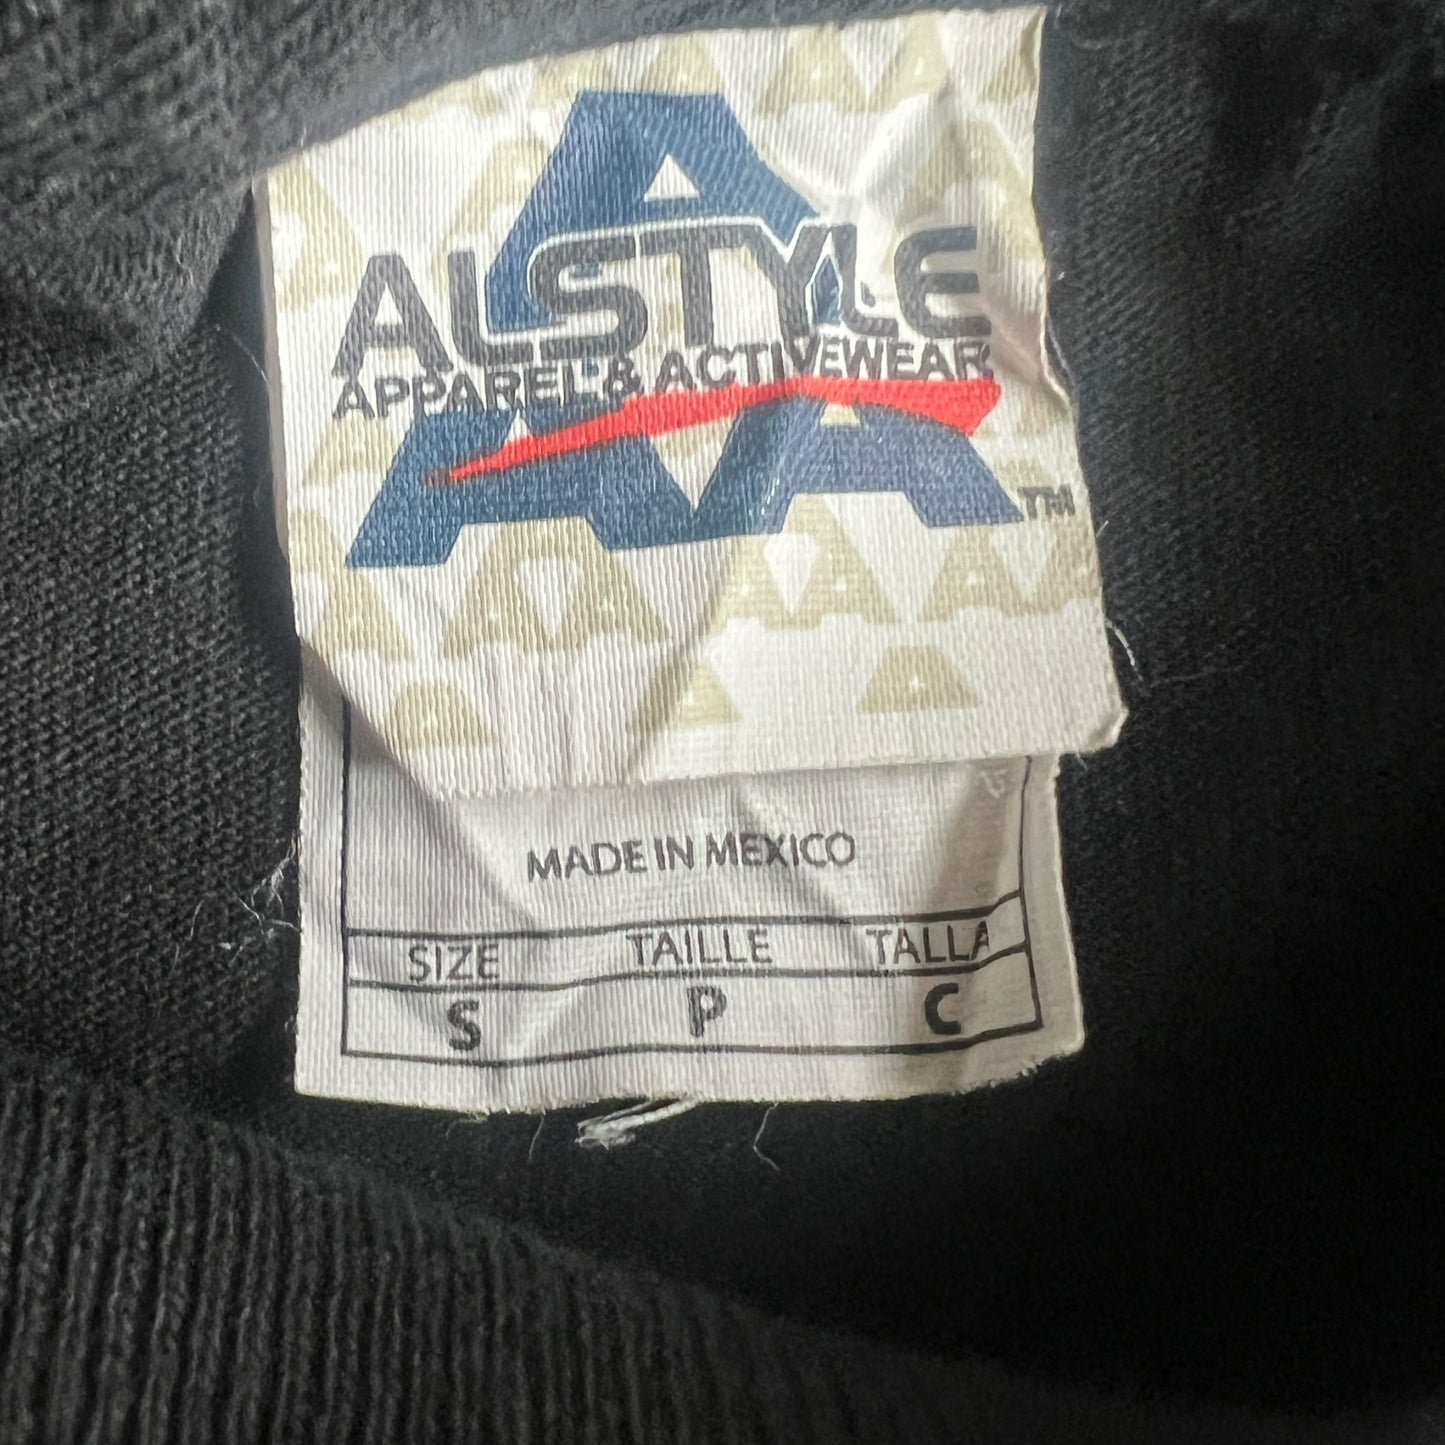 ALSTYLE
APPAREL & ACTIVEWEAR
TM
MADE IN MEXICO
SIZE TAILLE TALLA
S P C